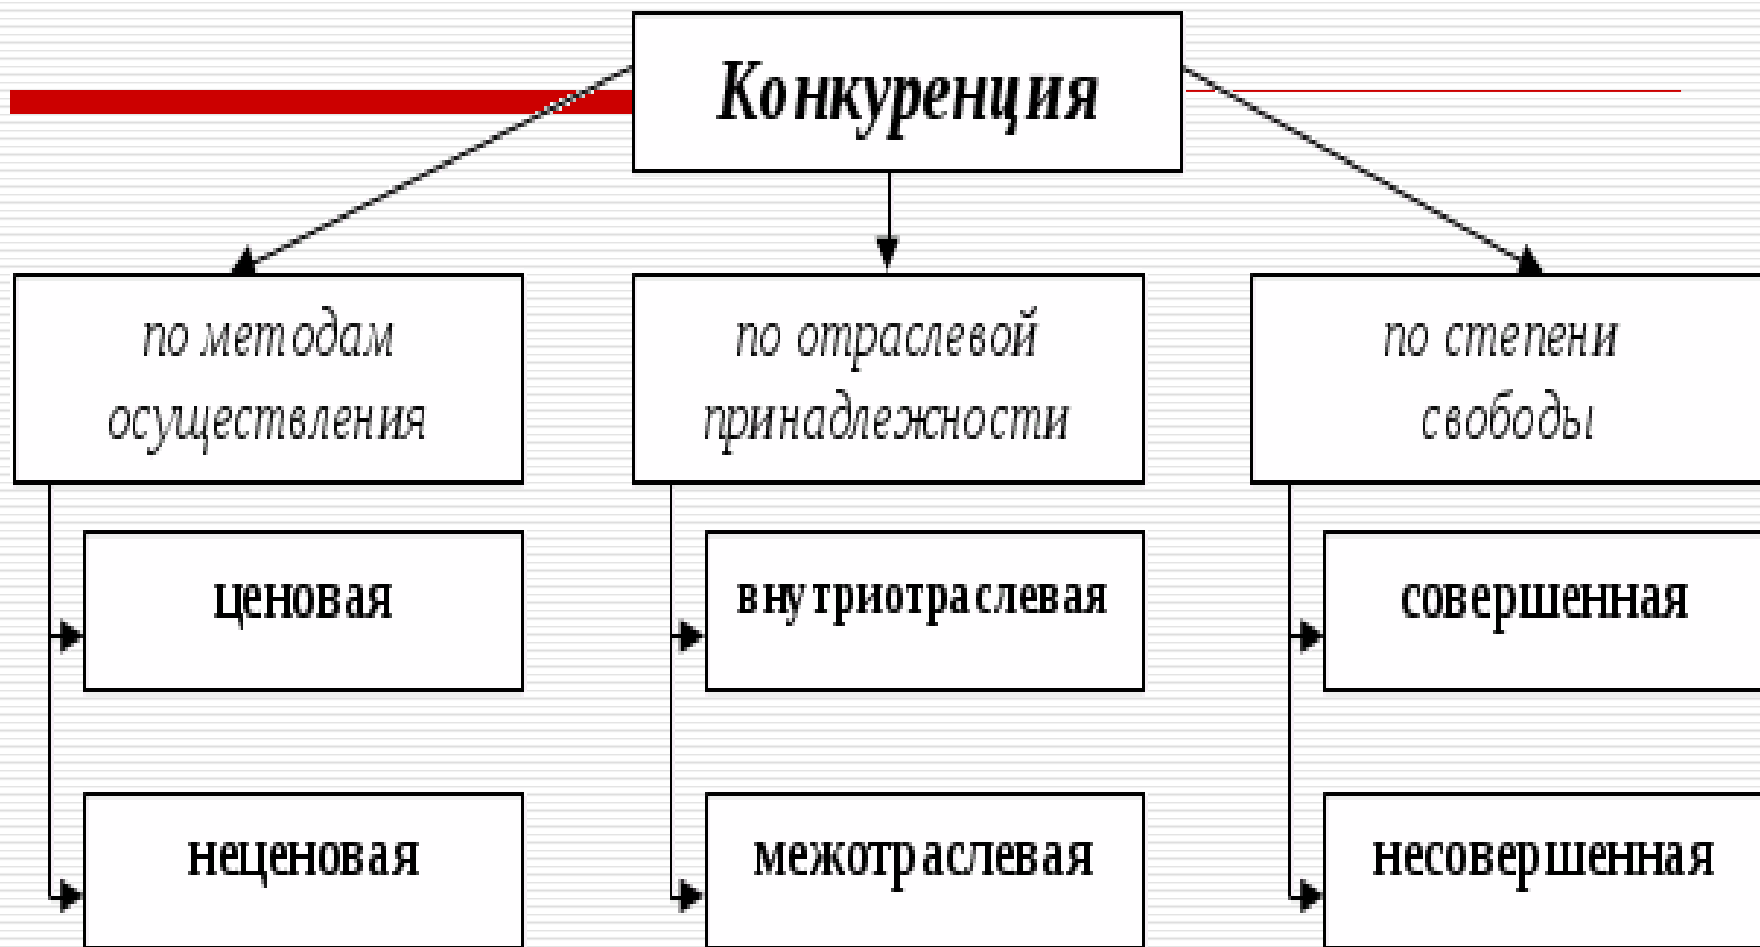 Конкуренция
по методам
осуществления
по отраслевой
принадлежности
по степени
свободы
ценовая
внутриотраслевая
совершенная
неценовая
межотраслевая
несовершенная